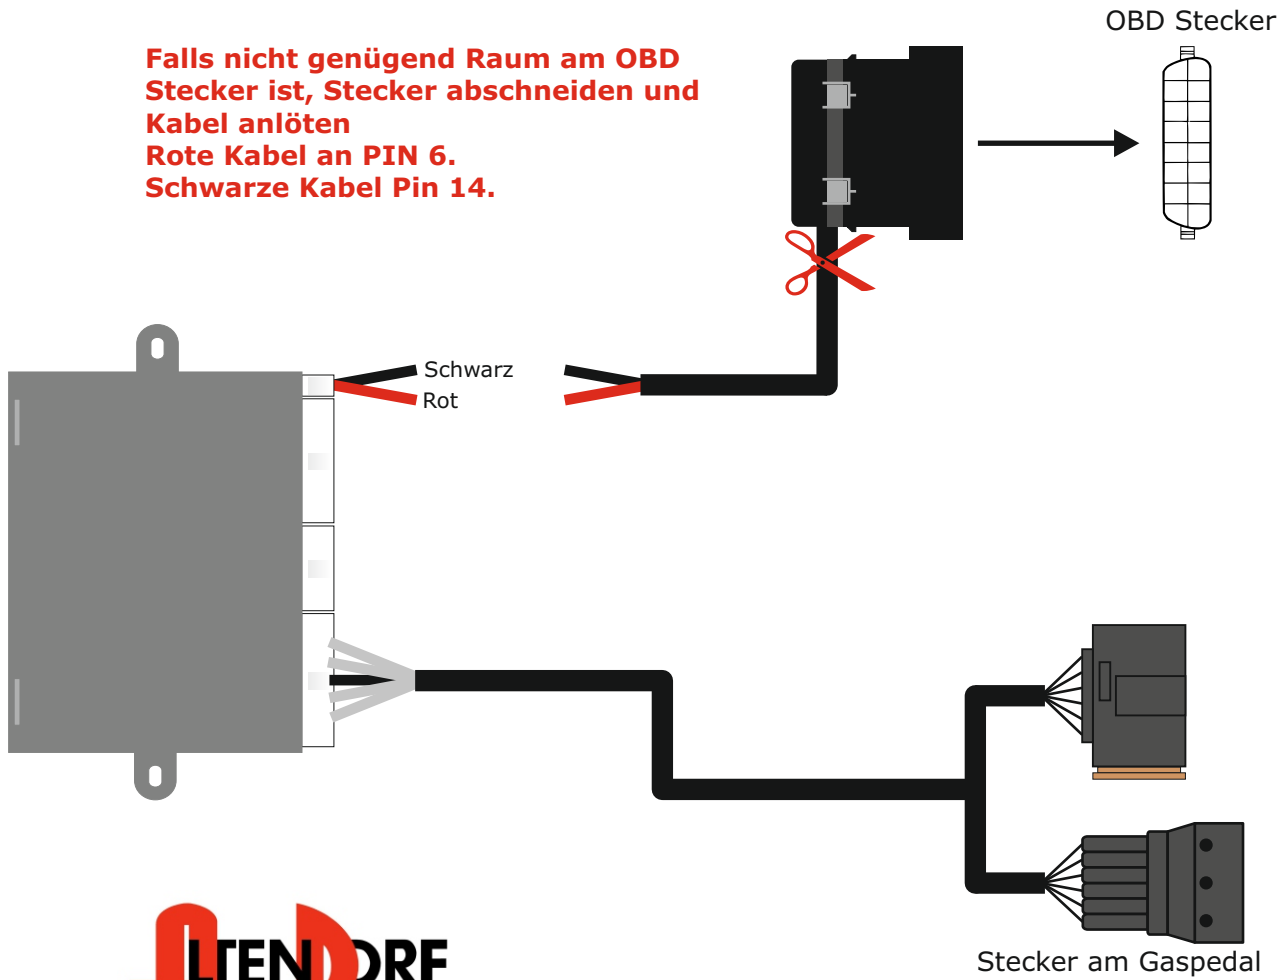 OBD Stecker
Falls nicht genügend Raum am OBD
Stecker ist, Stecker abschneiden und
Kabel anlöten
Rote Kabel an PIN 6.
Schwarze Kabel Pin 14.
Schwarz
Rot
ALTENDORF
Stecker am Gaspedal